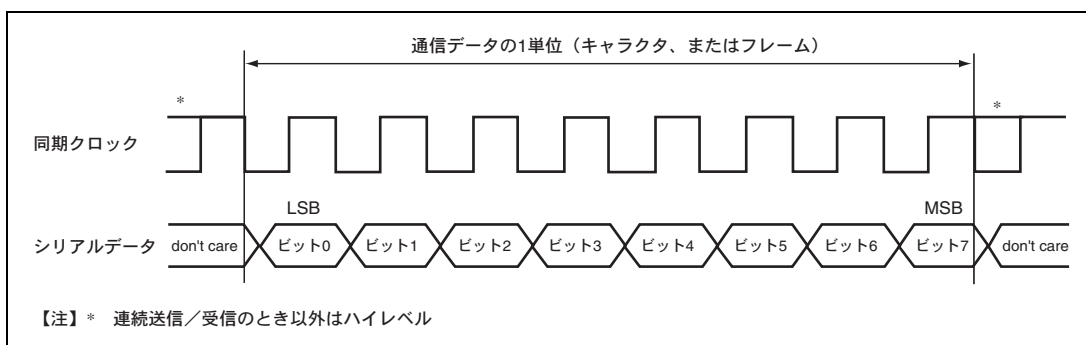 通信データの1単位（キャラクタ、またはフレーム）
* *
同期クロック
LSB MSB
シリアルデータ don't care ビット0 ビット1 ビット2 ビット3 ビット4 ビット5 ビット6 ビット7 don't care
【注】* 連続送信／受信のとき以外はハイレベル